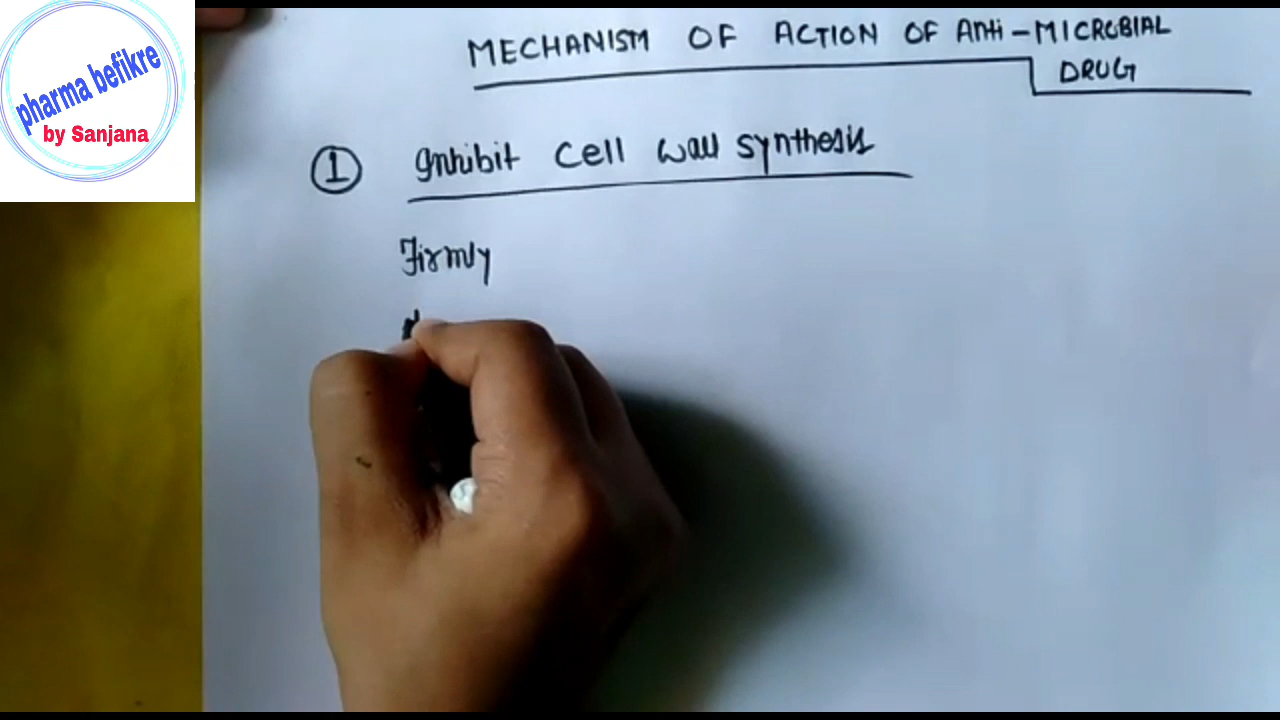 pharma befikre
by Sanjana
MECHANISM OF ACTION OF Anti-MICROBIAL
DRUG
① Inhibit Cell wall synthesis
Firmly